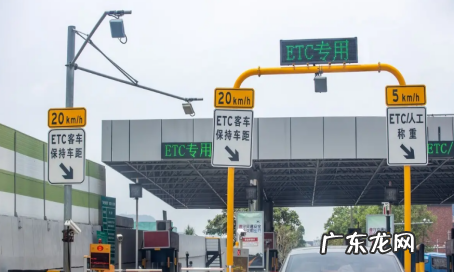 ETC专用
20 km/h
ETC客车
保持车距
20 km/h
ETC客车
保持车距
5 km/h
ETC/人工
称重
ETC专用
ETC/
广东龙网